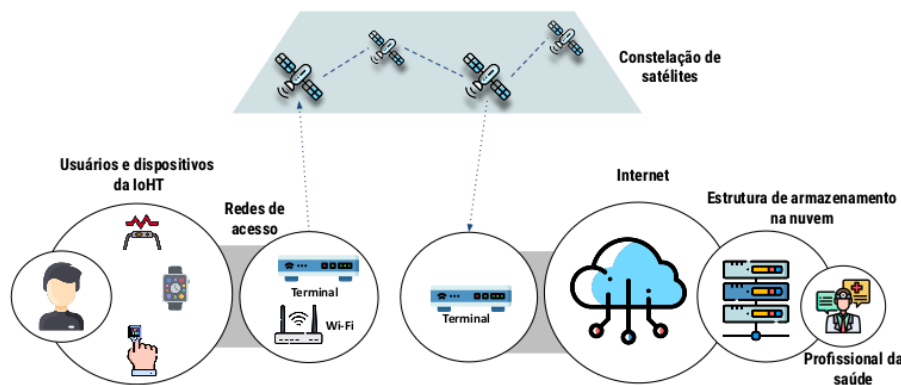 Constelação de
satélites
Usuários e dispositivos
da IoHT
Redes de
acesso
Terminal
Wi-Fi
Terminal
Internet
Estrutura de armazenamento
na nuvem
Profissional da
saúde